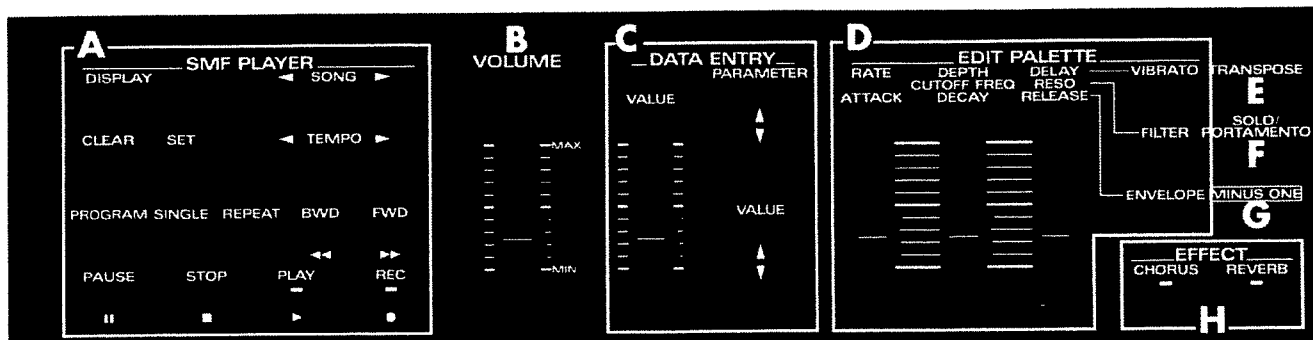 A
SMF PLAYER
DISPLAY
SONG
CLEAR SET
TEMPO
PROGRAM SINGLE REPEAT BWD FWD
PAUSE STOP PLAY REC
B
VOLUME
MAX
MIN
C
DATA ENTRY
PARAMETER
VALUE
VALUE
D
EDIT PALETTE
RATE DEPTH DELAY VIBRATO
CUTOFF FREQ RESO
ATTACK DECAY RELEASE
FILTER
ENVELOPE
TRANSPOSE
E
SOLO/
PORTAMENTO
F
MINUS ONE
G
EFFECT
CHORUS REVERB
H